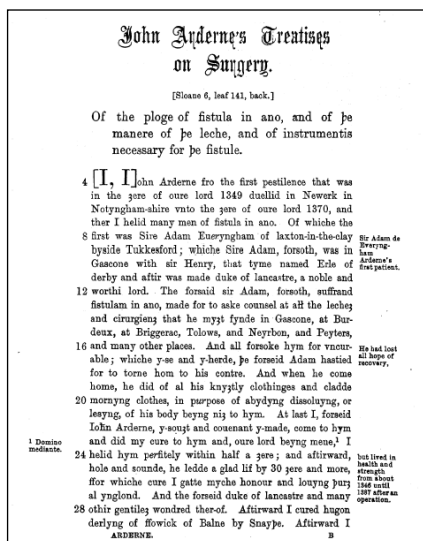 John Arderne's Treatises
on Surgery.
[Sloane 6, leaf 141, back.]
Of the ploge of fistula in ano, and of þe
manere of þe leche, and of instrumentis
necessary for þe fistule.
4 [I, I]ohn Arderne fro the first pestilence that was
in the ȝere of oure lord 1349 duellid in Newerk in
Notyngham-shire vnto the ȝere of oure lord 1370, and
ther I helid many men of fistula in ano. Of whiche the
8 first was Sire Adam Eueryngham of laxton-in-the-clay
byside Tukkesford; whiche Sire Adam, forsoth, was in
Gascone with sir Henry, that tyme named Erle of
derby and aftir was made duke of lancastre, a noble and
12 worthi lord. The forsaid sir Adam, forsoth, suffrand
fistulam in ano, made for to aske counsel at aƚƚ the lechez
and cirurgienȝ that he myȝt fynde in Gascone, at Bur-
deux, at Briggerac, Tolows, and Neyrbon, and Peyters,
16 and many other places. And all forsoke hym for vncur-
able; whiche y-se and y-herde, þe forseid Adam hastied
for to torne hom to his contre. And when he come
home, he did of al his knyȝtly clothinges and cladde
20 mornyng clothes, in purpose of abydyng dissoluyng, or
lesyng, of his body beyng niȝ to hym. At last I, forseid
Ioħn Arderne, y-souȝt and couenant y-made, come to hym
and did my cure to hym and, oure lord beyng mene,¹ I
24 helid hym perfitely within half a ȝere; and aftirward,
hole and sounde, he ledde a glad lif by 30 ȝere and more,
ffor whiche cure I gatte myche honour and louyng þurȝ
al ynglond. And the forseid duke of lancastre and many
28 othir gentileȝ wondred ther-of. Aftirward I cured hugon
derlyng of ffowick of Balne by Snayþe. Aftirward I
ARDERNE. B
Sir Adam de
Everyng-
ham
Arderne's
first patient.
He had lost
all hope of
recovery,
¹ Domino
mediante.
but lived in
health and
strength
from about
1346 until
1387 after an
operation.